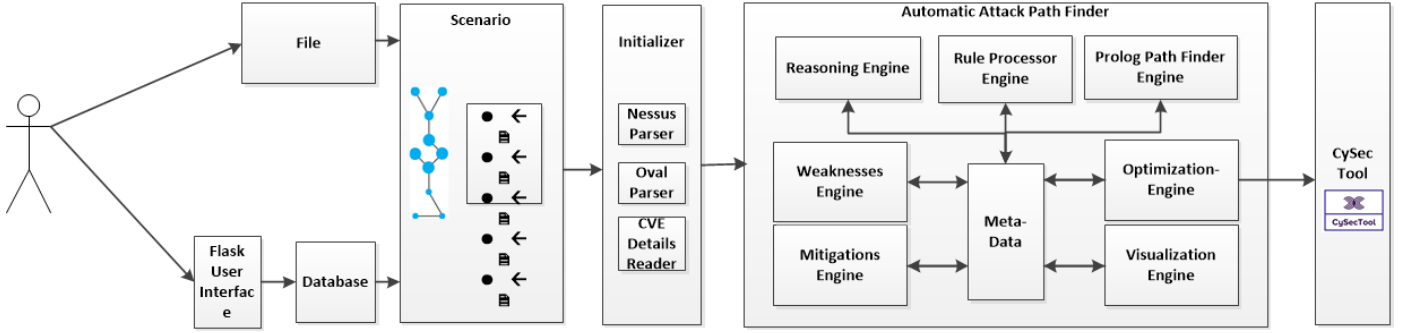 File
Flask
User
Interfac
e
Database
Scenario
Initializer
Nessus
Parser
Oval
Parser
CVE
Details
Reader
Automatic Attack Path Finder
Reasoning Engine
Rule Processor
Engine
Prolog Path Finder
Engine
Weaknesses
Engine
Mitigations
Engine
Meta-
Data
Optimization-
Engine
Visualization
Engine
CySec
Tool
CySecTool